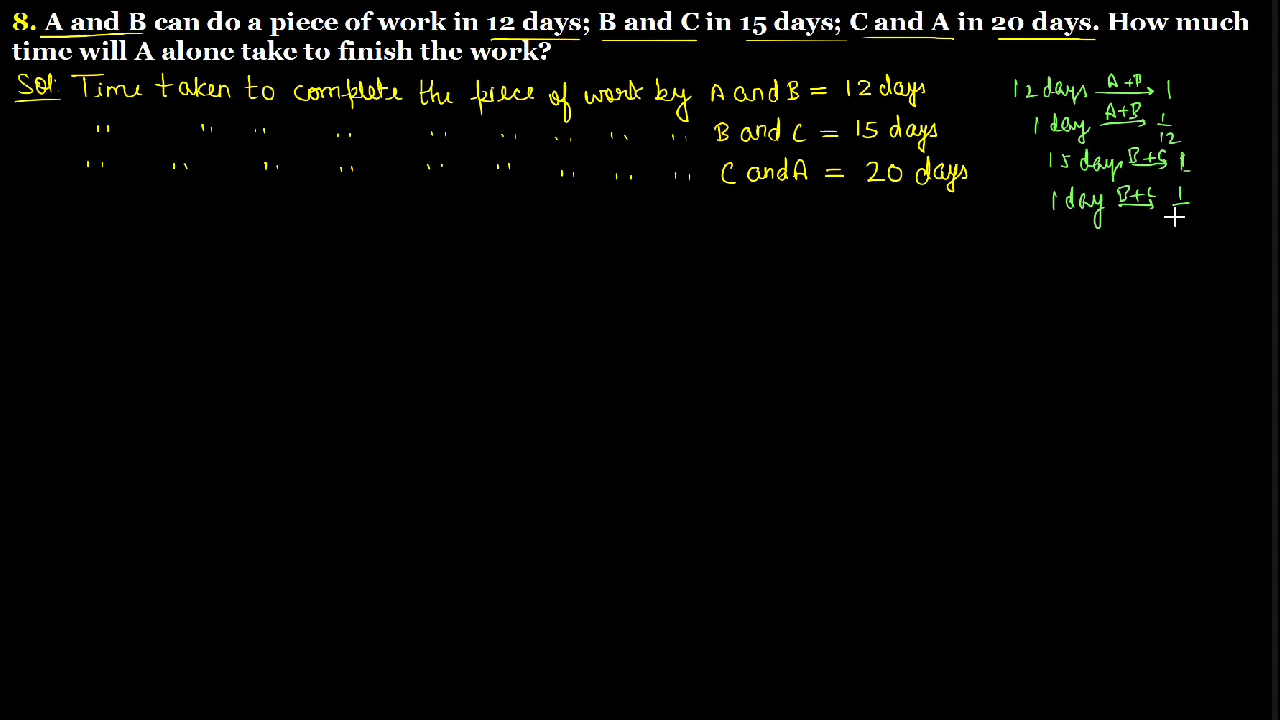 8. A and B can do a piece of work in 12 days; B and C in 15 days; C and A in 20 days. How much
time will A alone take to finish the work?
Sol: Time taken to complete the piece of work by A and B = 12 days
" " " " " " " " " B and C = 15 days
" " " " " " " " " C and A = 20 days
12 days A+B → 1
1 day A+B → 1/12
15 days B+C → 1
1 day B+C → 1/